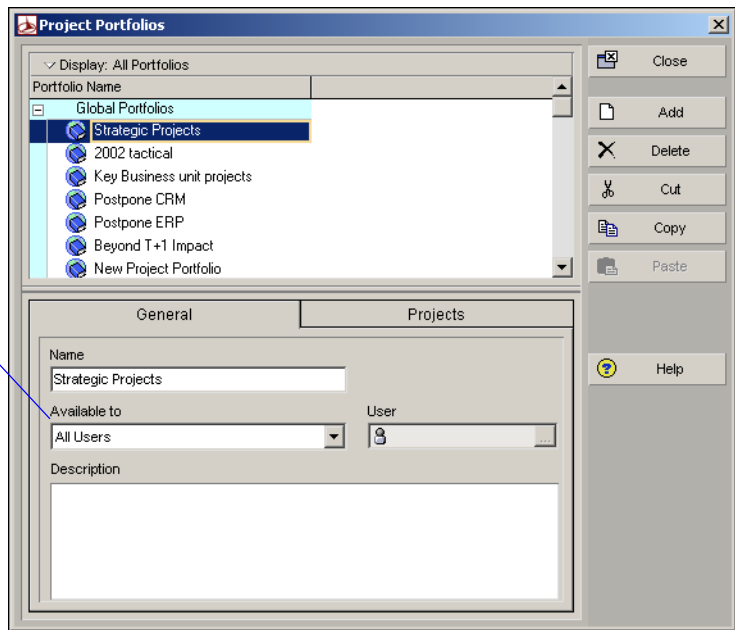 Project Portfolios
Display: All Portfolios
Portfolio Name
Global Portfolios
Strategic Projects
2002 tactical
Key Business unit projects
Postpone CRM
Postpone ERP
Beyond T+1 Impact
New Project Portfolio
Close
Add
Delete
Cut
Copy
Paste
Help
General
Projects
Name
Strategic Projects
Available to
User
All Users
...
Description